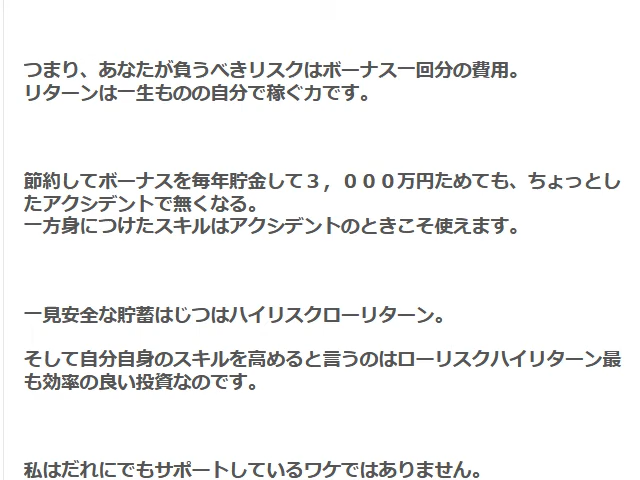 つまり、あなたが負うべきリスクはボーナス一回分の費用。
リターンは一生ものの自分で稼ぐ力です。
節約してボーナスを毎年貯金して３，０００万円ためても、ちょっとし
たアクシデントで無くなる。
一方身につけたスキルはアクシデントのときこそ使えます。
一見安全な貯蓄はじつはハイリスクローリターン。
そして自分自身のスキルを高めると言うのはローリスクハイリターン最
も効率の良い投資なのです。
私はだれにでもサポートしているワケではありません。